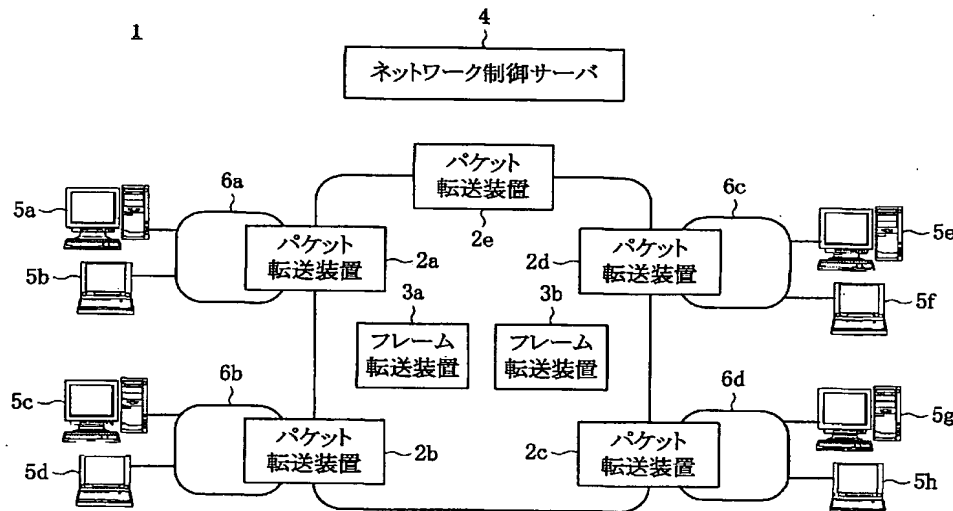 1
4
ネットワーク制御サーバ
パケット
転送装置
2e
6a
6c
5a
5b
パケット
転送装置
2a
2d
パケット
転送装置
5e
5f
3a
フレーム
転送装置
3b
フレーム
転送装置
6b
6d
5c
5d
パケット
転送装置
2b
2c
パケット
転送装置
5g
5h